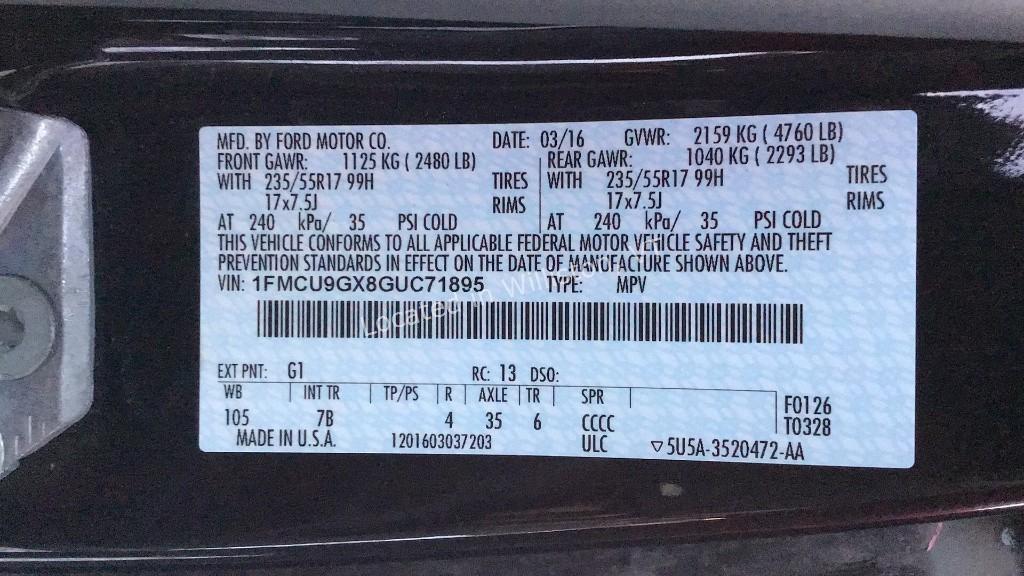 MFD. BY FORD MOTOR CO. DATE: 03/16 GVWR: 2159 KG ( 4760 LB)
FRONT GAWR: 1125 KG ( 2480 LB) REAR GAWR: 1040 KG ( 2293 LB)
WITH 235/55R17 99H TIRES WITH 235/55R17 99H TIRES
17x7.5J RIMS 17x7.5J RIMS
AT 240 kPa/ 35 PSI COLD AT 240 kPa/ 35 PSI COLD
THIS VEHICLE CONFORMS TO ALL APPLICABLE FEDERAL MOTOR VEHICLE SAFETY AND THEFT
PREVENTION STANDARDS IN EFFECT ON THE DATE OF MANUFACTURE SHOWN ABOVE.
VIN: 1FMCU9GX8GUC71895 TYPE: MPV
Located in
EXT PNT: G1 RC: 13 DSO:
WB INT TR TP/PS R AXLE TR SPR
F0126
105 7B 4 35 6 CCCC T0328
MADE IN U.S.A. 1201603037203 ULC ▽5U5A-3520472-AA